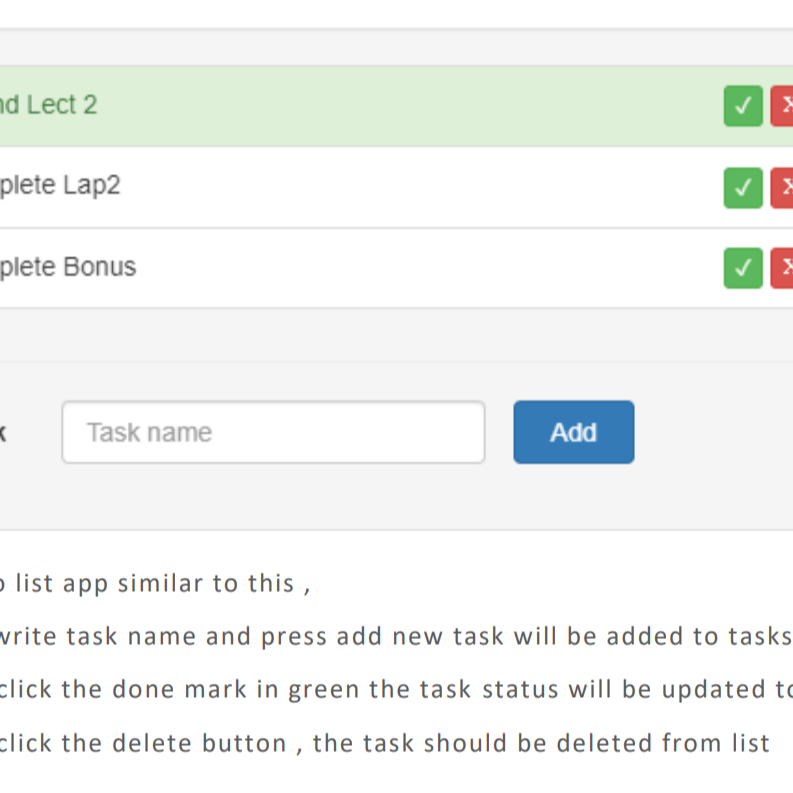 nd Lect 2 ✓ X
plete Lap2 ✓ X
plete Bonus ✓ X
k Task name Add
o list app similar to this ,
write task name and press add new task will be added to tasks
click the done mark in green the task status will be updated to
click the delete button , the task should be deleted from list